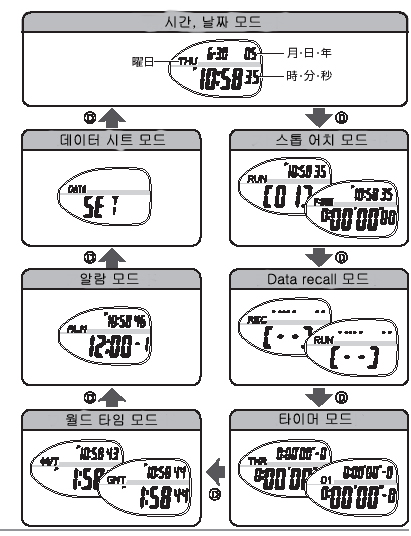 시간, 날짜 모드
6-30 05
月·日·年
曜日
THU
10:58 35
時·分·秒
D
D
데이터 시트 모드
스톱 어치 모드
DATA
10:58 35
RUN
10:58 35
0:00'00"00
D
D
알람 모드
Data recall 모드
10:58 46
ALM
12:00-1
REC
RUN
[--]
D
D
월드 타임 모드
타이머 모드
10:58 43
W/T
10:58 44
GMT
1:58 44
D
0:00'00"-0
TMR
0:00'00"-0
01
0:00'00"-0